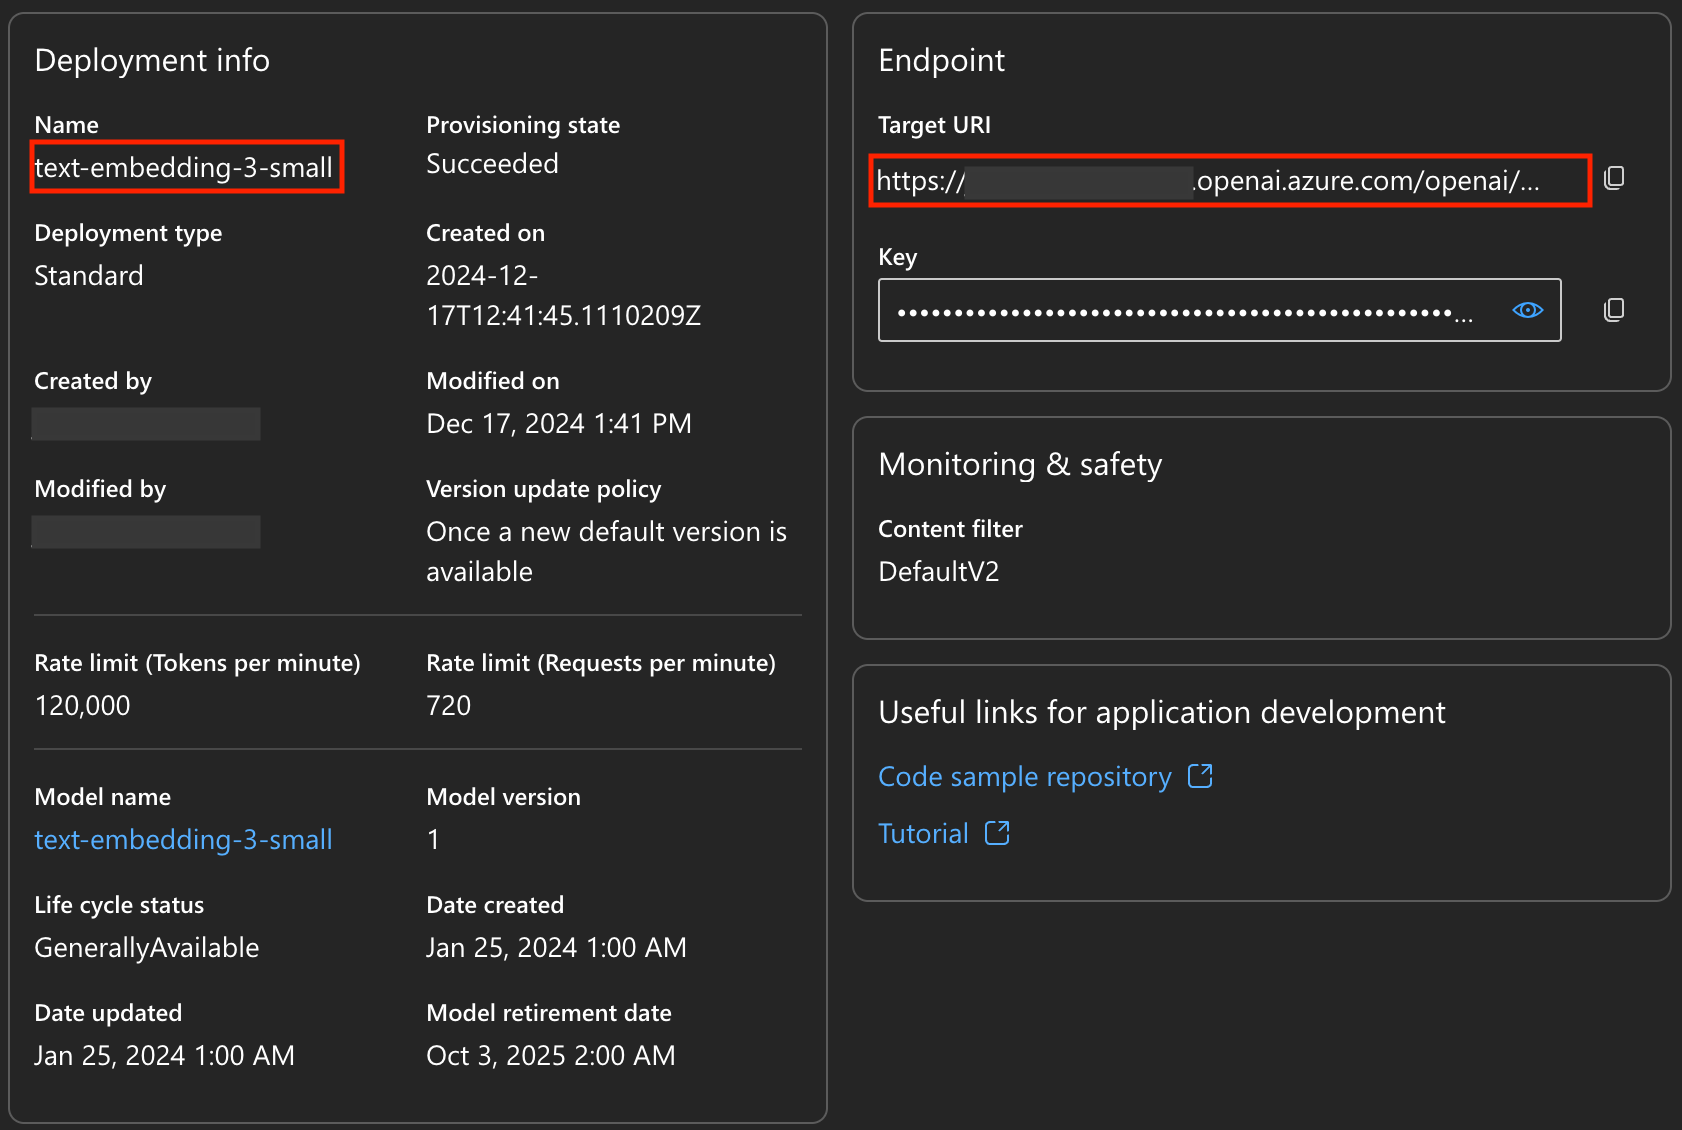 Deployment info
Name
text-embedding-3-small
Provisioning state
Succeeded
Deployment type
Standard
Created on
2024-12-
17T12:41:45.1110209Z
Created by
Modified on
Dec 17, 2024 1:41 PM
Modified by
Version update policy
Once a new default version is
available
Rate limit (Tokens per minute)
120,000
Rate limit (Requests per minute)
720
Model name
text-embedding-3-small
Model version
1
Life cycle status
GenerallyAvailable
Date created
Jan 25, 2024 1:00 AM
Date updated
Jan 25, 2024 1:00 AM
Model retirement date
Oct 3, 2025 2:00 AM
Endpoint
Target URI
https:// .openai.azure.com/openai/...
Key
Monitoring & safety
Content filter
DefaultV2
Useful links for application development
Code sample repository
Tutorial